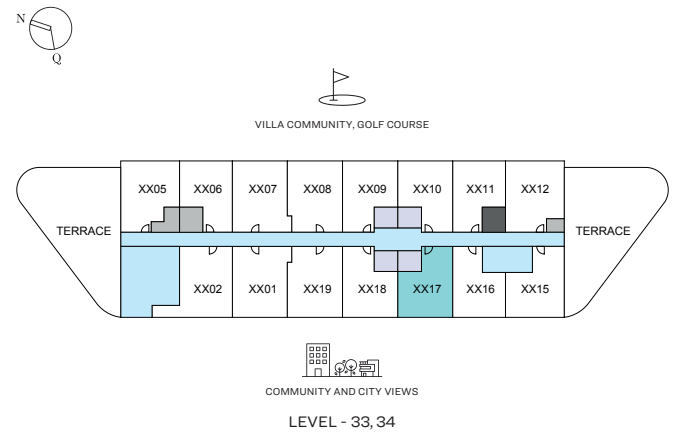 N
Q
VILLA COMMUNITY, GOLF COURSE
XX05 XX06 XX07 XX08 XX09 XX10 XX11 XX12
TERRACE TERRACE
XX02 XX01 XX19 XX18 XX17 XX16 XX15
COMMUNITY AND CITY VIEWS
LEVEL - 33, 34